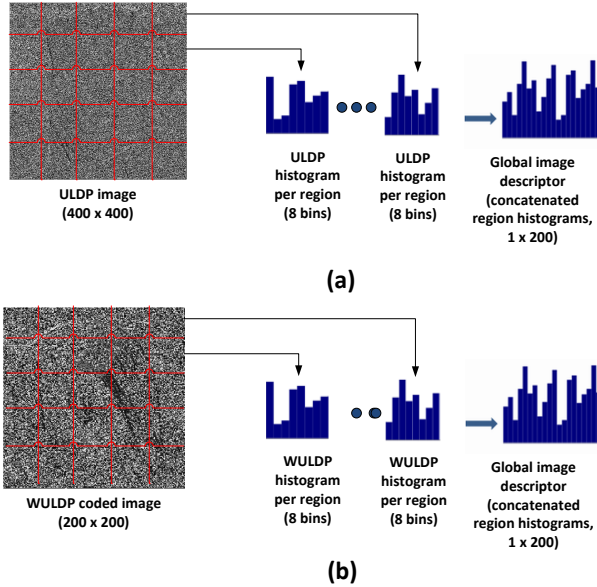 ULDP image
(400 x 400)
ULDP
histogram
per region
(8 bins)
ULDP
histogram
per region
(8 bins)
Global image
descriptor
(concatenated
region histograms,
1 x 200)
(a)
WULDP coded image
(200 x 200)
WULDP
histogram
per region
(8 bins)
WULDP
histogram
per region
(8 bins)
Global image
descriptor
(concatenated
region histograms,
1 x 200)
(b)